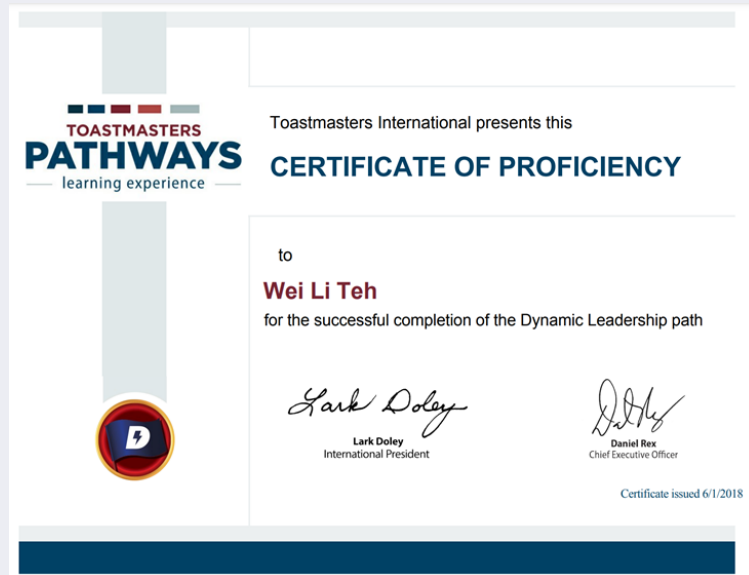 TOASTMASTERS
PATHWAYS
learning experience
Toastmasters International presents this
CERTIFICATE OF PROFICIENCY
to
Wei Li Teh
for the successful completion of the Dynamic Leadership path
Lark Doley
Lark Doley
International President
Daniel Rex
Chief Executive Officer
Certificate issued 6/1/2018
D